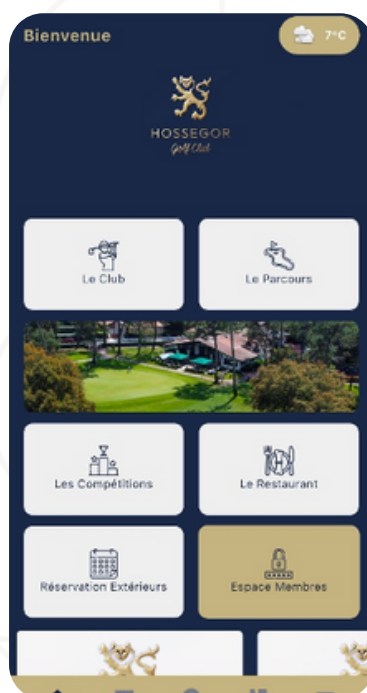 Bienvenue
7°C
HOSSEGOR
Golf Club
Le Club
Le Parcours
Les Compétitions
Le Restaurant
Réservation Extérieurs
Espace Membres